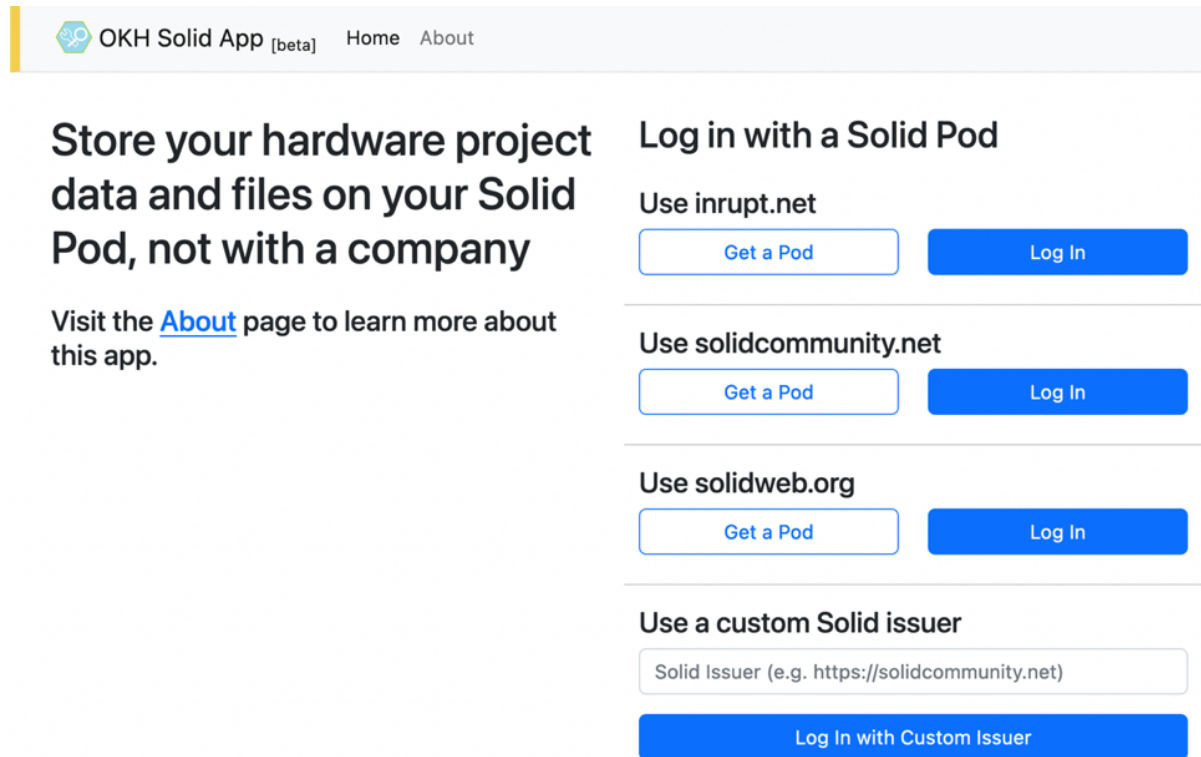 OKH Solid App [beta] Home About
Store your hardware project
data and files on your Solid
Pod, not with a company
Visit the About page to learn more about
this app.
Log in with a Solid Pod
Use inrupt.net
Get a Pod Log In
Use solidcommunity.net
Get a Pod Log In
Use solidweb.org
Get a Pod Log In
Use a custom Solid issuer
Solid Issuer (e.g. https://solidcommunity.net)
Log In with Custom Issuer